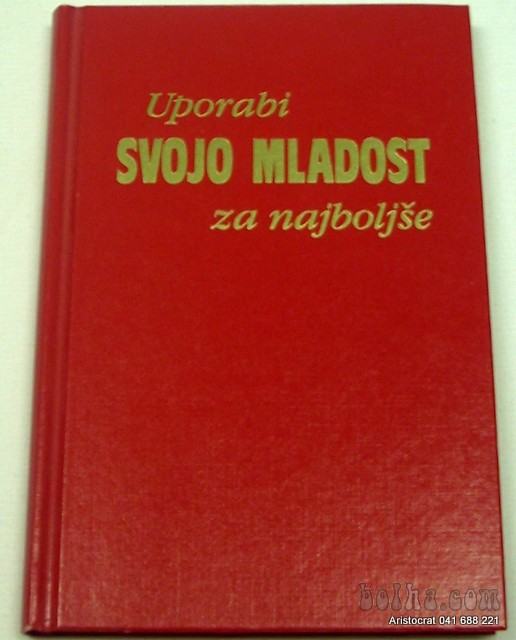 Uporabi
SVOJO MLADOST
za najboljše
bolha.com
Aristocrat 041 688 221